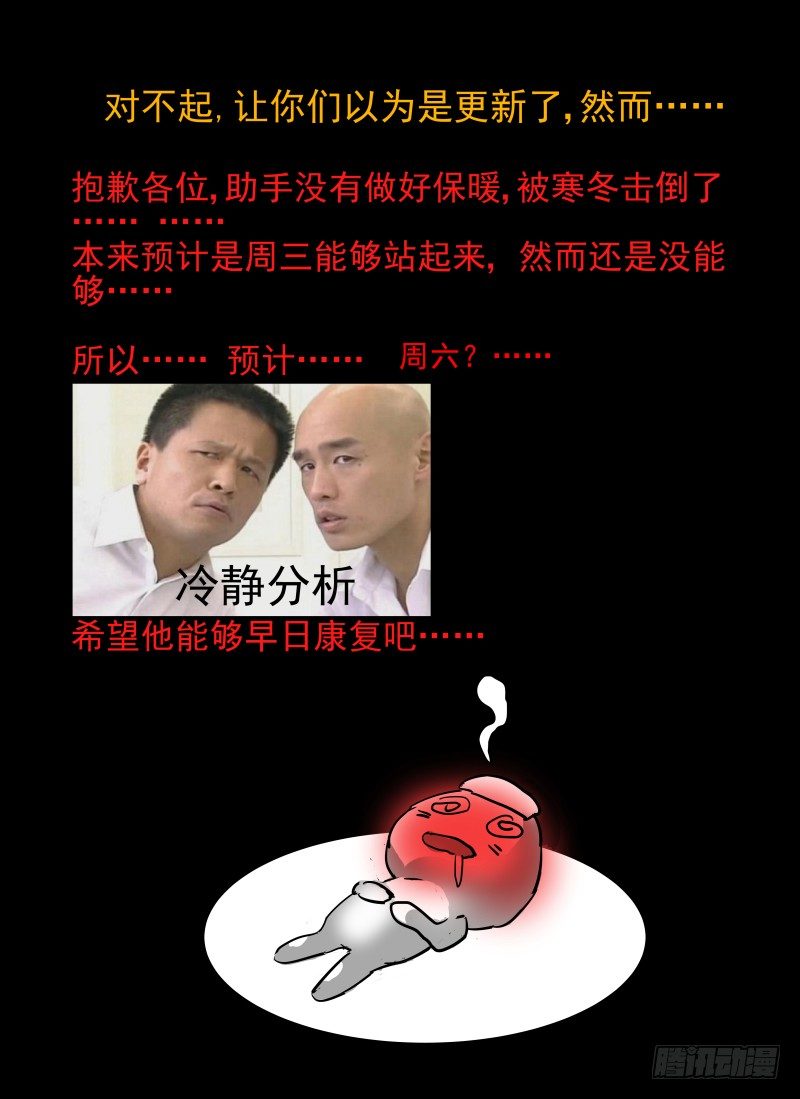 对不起,让你们以为是更新了,然而……
抱歉各位,助手没有做好保暖,被寒冬击倒了
…… ……
本来预计是周三能够站起来, 然而还是没能
够……
所以…… 预计…… 周六？……
冷静分析
希望他能够早日康复吧……
腾讯动漫